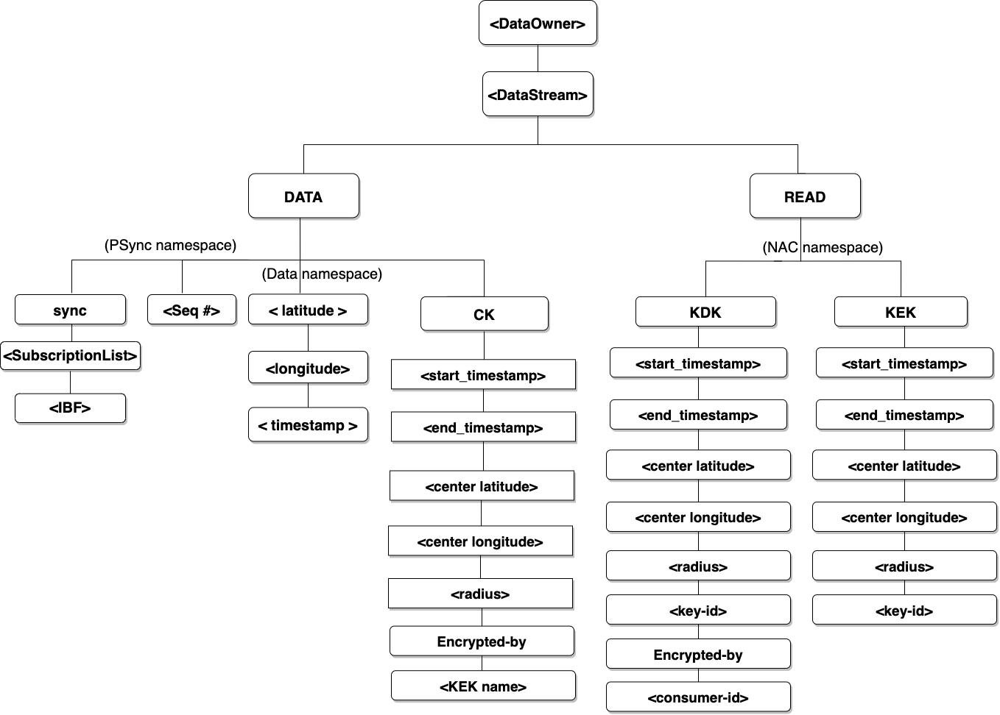 <DataOwner>
<DataStream>
DATA
READ
(PSync namespace)
(NAC namespace)
(Data namespace)
sync
<Seq #>
< latitude >
CK
KDK
KEK
<SubscriptionList>
<longitude>
<start_timestamp>
<start_timestamp>
<start_timestamp>
<IBF>
< timestamp >
<end_timestamp>
<end_timestamp>
<end_timestamp>
<center latitude>
<center latitude>
<center latitude>
<center longitude>
<center longitude>
<center longitude>
<radius>
<radius>
<radius>
Encrypted-by
<key-id>
<key-id>
<KEK name>
Encrypted-by
<consumer-id>